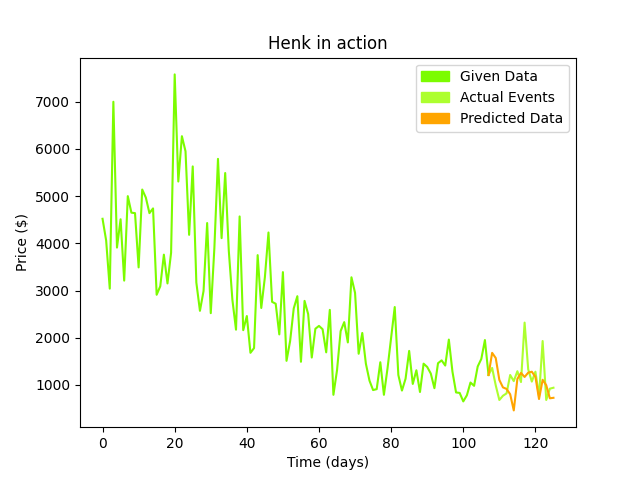 Henk in action
Given Data
Actual Events
Predicted Data
Price ($)
7000
6000
5000
4000
3000
2000
1000
0 20 40 60 80 100 120
Time (days)